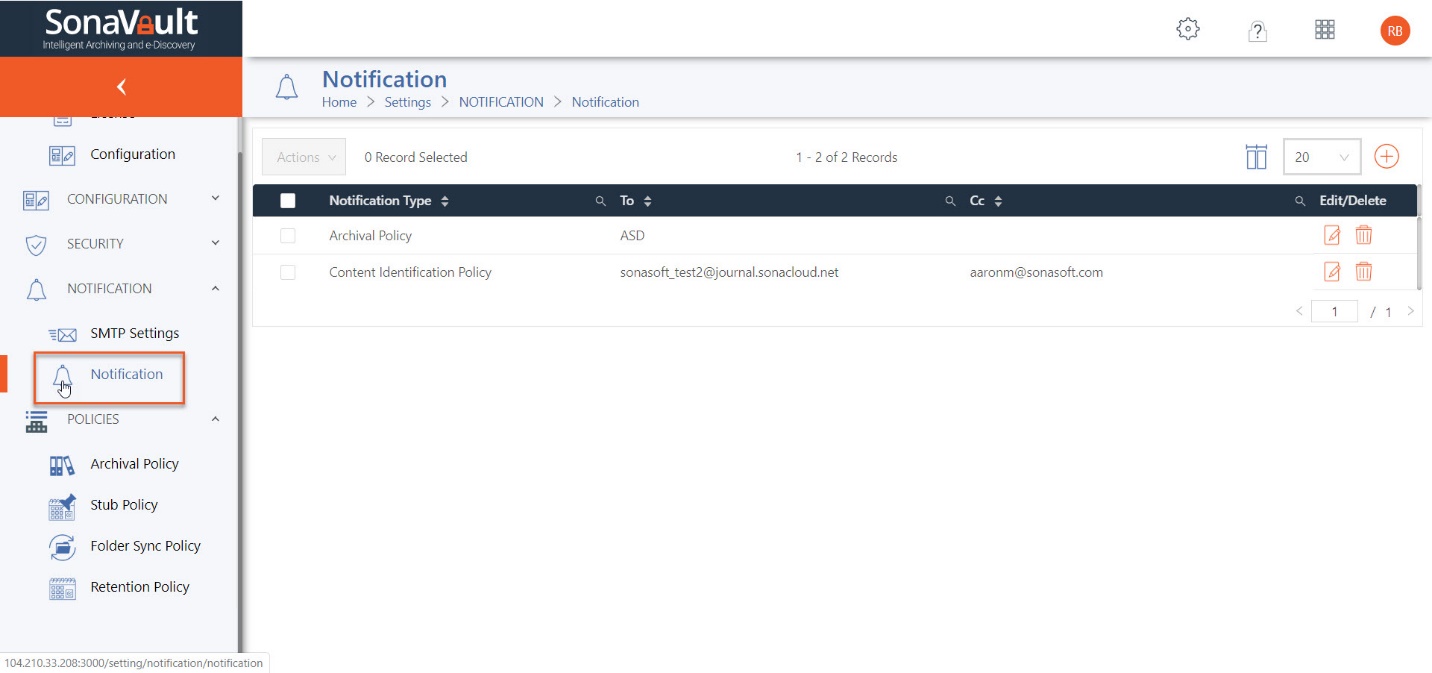 SonaVault
Intelligent Archiving and e-Discovery
?
RB
Notification
Home > Settings > NOTIFICATION > Notification
License
Configuration
CONFIGURATION
SECURITY
NOTIFICATION
SMTP Settings
Notification
POLICIES
Archival Policy
Stub Policy
Folder Sync Policy
Retention Policy
Actions 0 Record Selected 1 - 2 of 2 Records 20
Notification Type To Cc Edit/Delete
Archival Policy ASD
Content Identification Policy sonasoft_test2@journal.sonacloud.net aaronm@sonasoft.com
< 1 / 1 >
104.210.33.208:3000/setting/notification/notification